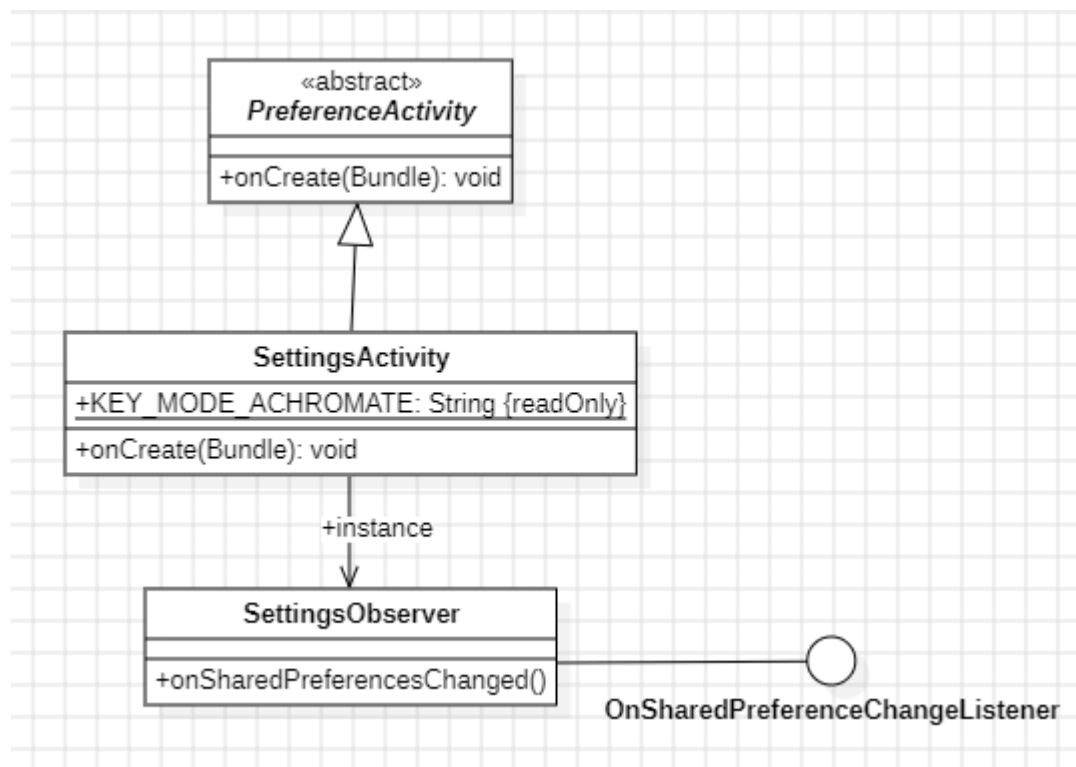 «abstract»
PreferenceActivity
+onCreate(Bundle): void
SettingsActivity
+KEY_MODE_ACHROMATE: String {readOnly}
+onCreate(Bundle): void
+instance
SettingsObserver
+onSharedPreferencesChanged()
OnSharedPreferenceChangeListener